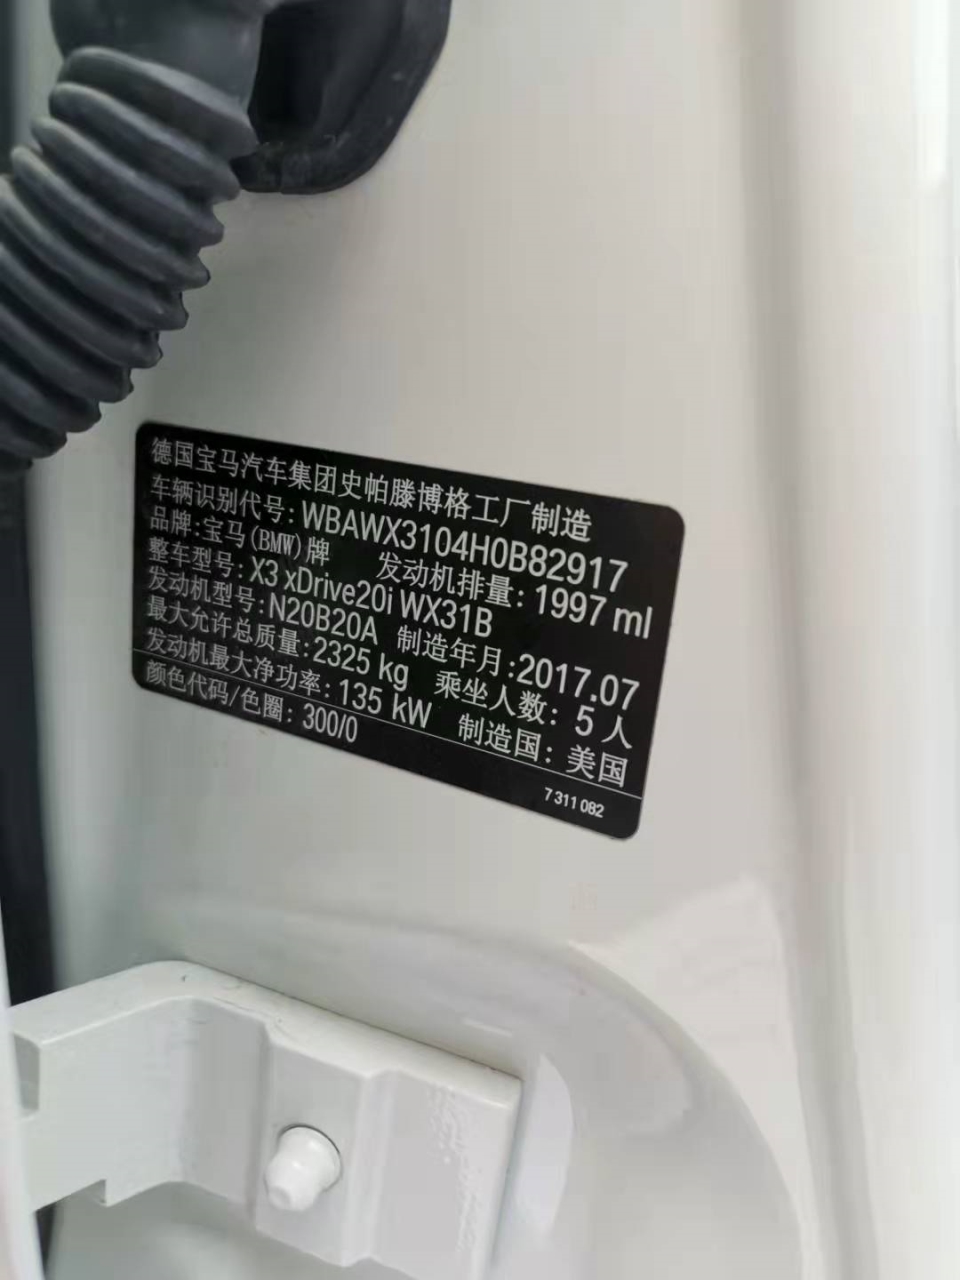 德国宝马汽车集团史帕滕博格工厂制造
车辆识别代号: WBAWX3104H0B82917
品牌: 宝马(BMW)牌 发动机排量: 1997 ml
整车型号: X3 xDrive20i WX31B
发动机型号: N20B20A 制造年月: 2017.07
最大允许总质量: 2325 kg 乘坐人数: 5 人
发动机最大净功率: 135 kW 制造国: 美国
颜色代码/色圈: 300/0
7 311 082